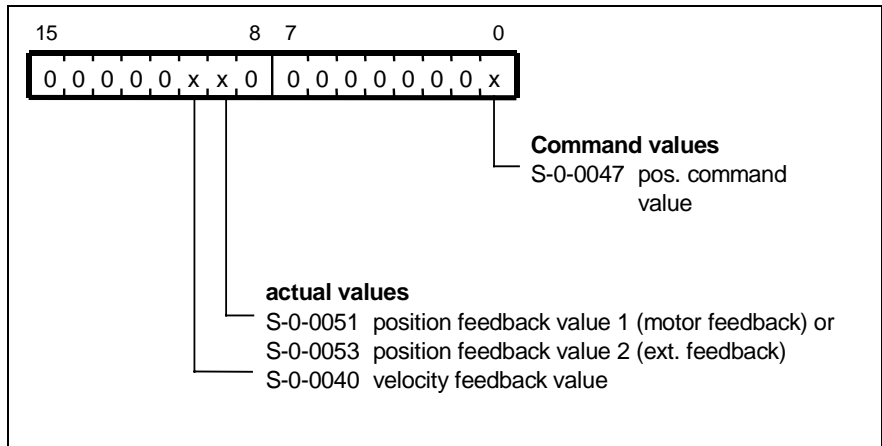 15 8 7 0
0 0 0 0 0 x x 0 0 0 0 0 0 0 0 x
Command values
S-0-0047 pos. command
value
actual values
S-0-0051 position feedback value 1 (motor feedback) or
S-0-0053 position feedback value 2 (ext. feedback)
S-0-0040 velocity feedback value